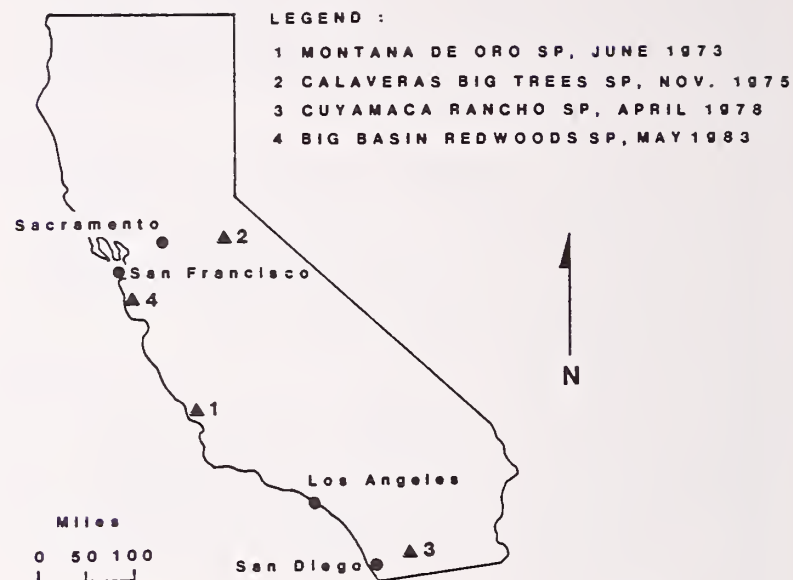 LEGEND :
1 MONTANA DE ORO SP, JUNE 1973
2 CALAVERAS BIG TREES SP, NOV. 1975
3 CUYAMACA RANCHO SP, APRIL 1978
4 BIG BASIN REDWOODS SP, MAY 1983
Sacramento
2
San Francisco
4
N
1
Los Angeles
Miles
0 50 100
San Diego
3